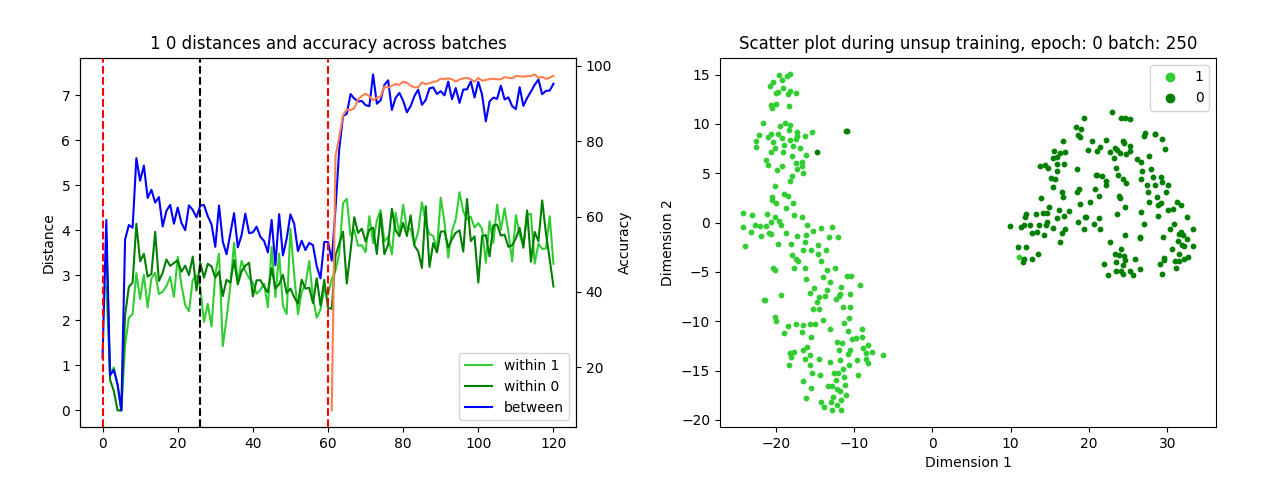 1 0 distances and accuracy across batches
Distance
7
6
5
4
3
2
1
0
0 20 40 60 80 100 120
100
80
60
40
20
Accuracy
within 1
within 0
between
Scatter plot during unsup training, epoch: 0 batch: 250
Dimension 2
15
10
5
0
−5
−10
−15
−20
−20 −10 0 10 20 30
Dimension 1
1
0